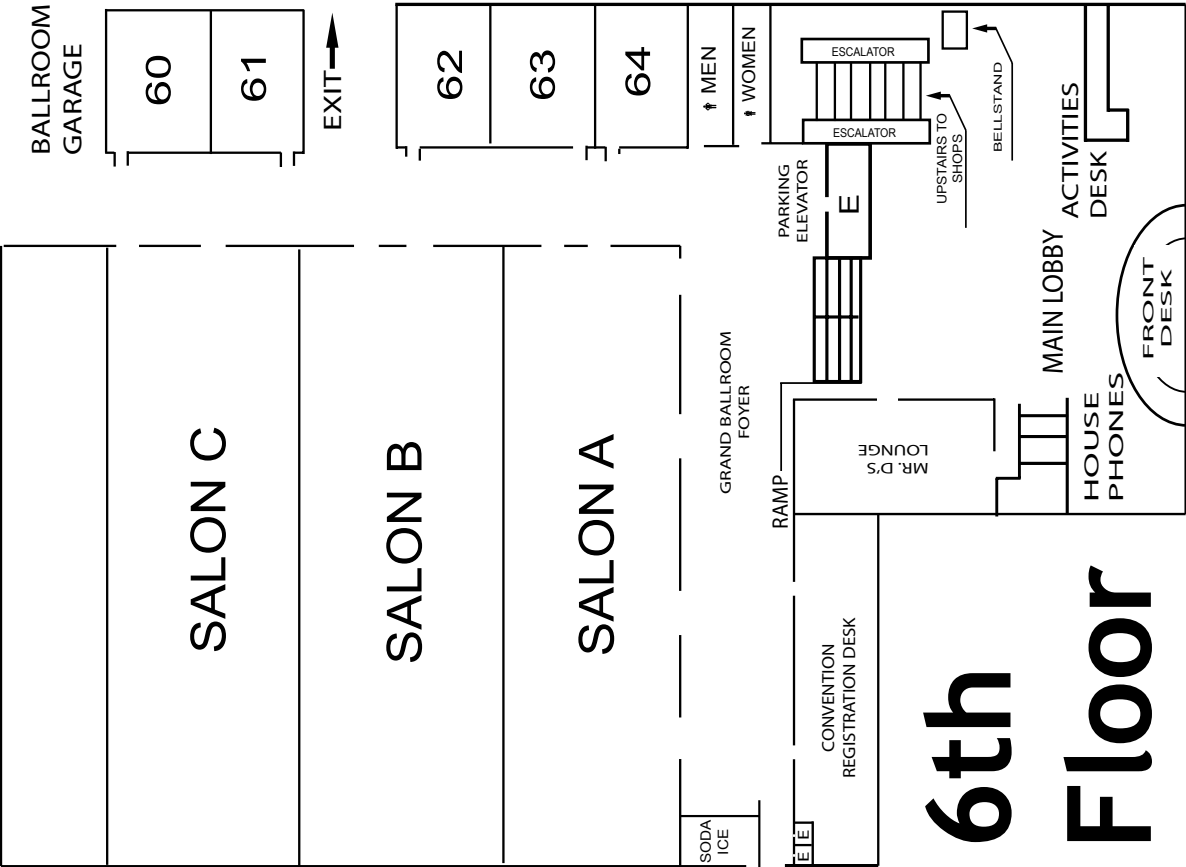 BALLROOM
GARAGE
60
61
EXIT
62
63
64
MEN
WOMEN
ESCALATOR
ESCALATOR
UPSTAIRS TO
SHOPS
BELLSTAND
ACTIVITIES
DESK
PARKING
ELEVATOR
E
MAIN LOBBY
FRONT
DESK
HOUSE
PHONES
MR. D'S
LOUNGE
RAMP
GRAND BALLROOM
FOYER
SALON C
SALON B
SALON A
CONVENTION
REGISTRATION DESK
SODA
ICE
E
E
6th
Floor